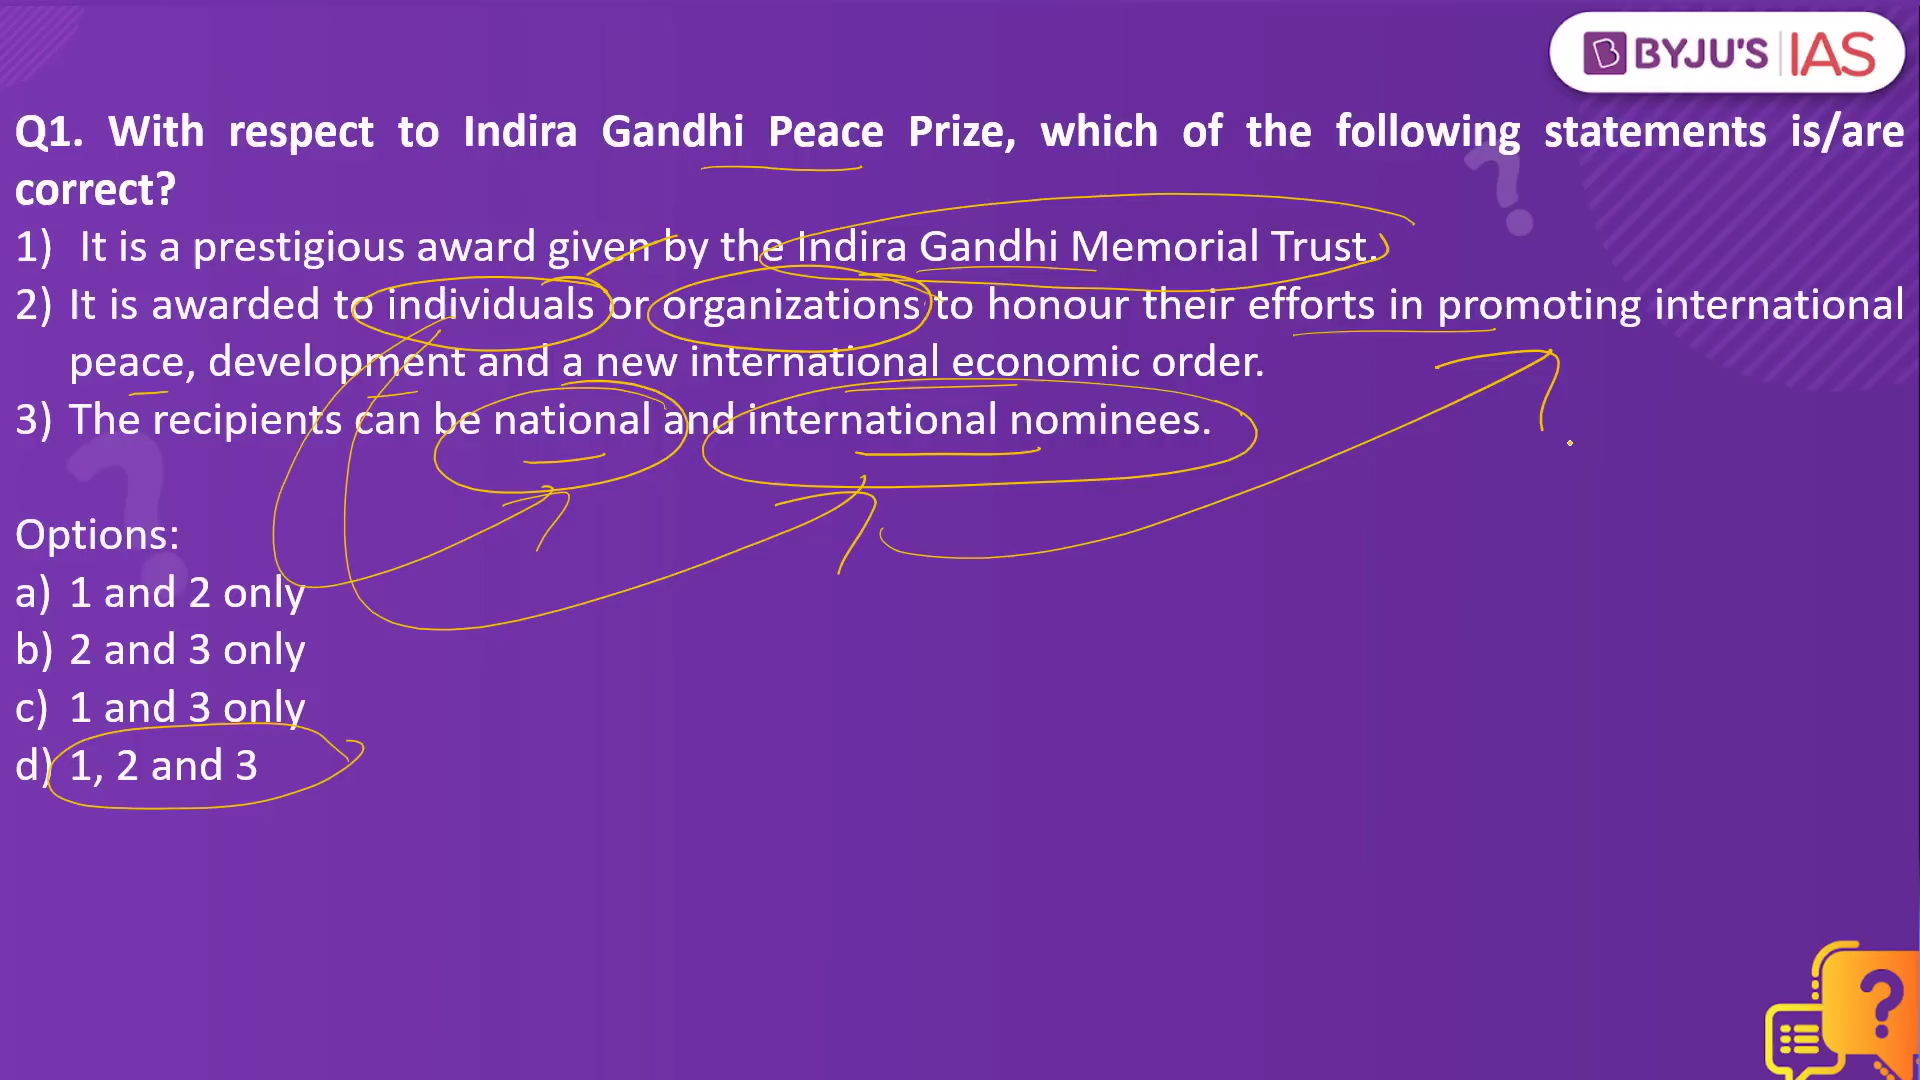 BYJU'S IAS
Q1. With respect to Indira Gandhi Peace Prize, which of the following statements is/are
correct?
1) It is a prestigious award given by the Indira Gandhi Memorial Trust.
2) It is awarded to individuals or organizations to honour their efforts in promoting international
peace, development and a new international economic order.
3) The recipients can be national and international nominees.
Options:
a) 1 and 2 only
b) 2 and 3 only
c) 1 and 3 only
d) 1, 2 and 3